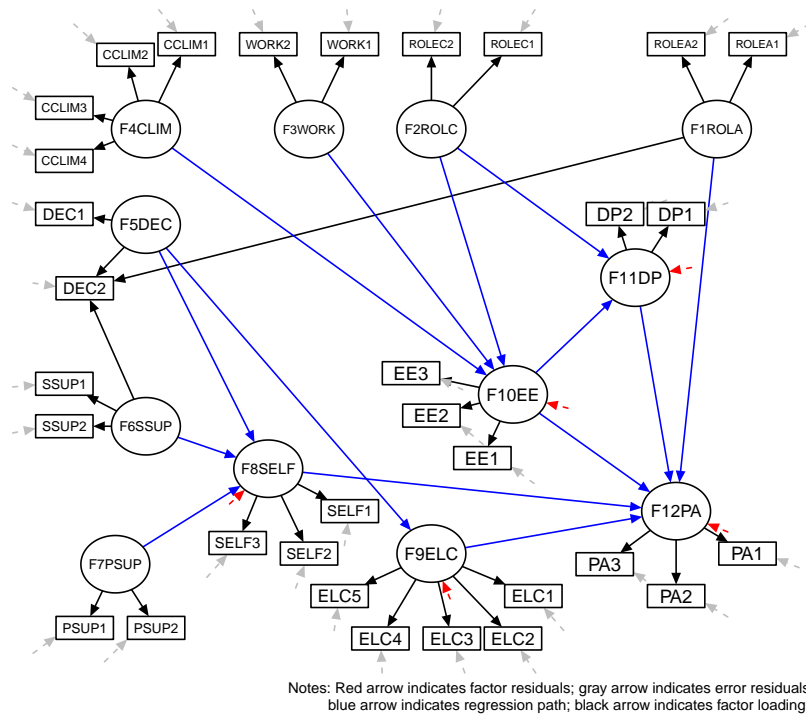 CCLIM2
CCLIM1
WORK2
WORK1
ROLEC2
ROLEC1
ROLEA2
ROLEA1
CCLIM3
CCLIM4
F4CLIM
F3WORK
F2ROLC
F1ROLA
DEC1
F5DEC
DP2
DP1
DEC2
F11DP
SSUP1
SSUP2
F6SSUP
EE3
EE2
EE1
F10EE
F8SELF
SELF1
SELF2
SELF3
F12PA
PA3
PA2
PA1
F7PSUP
PSUP1
PSUP2
F9ELC
ELC5
ELC4
ELC3
ELC2
ELC1
Notes: Red arrow indicates factor residuals; gray arrow indicates error residuals
blue arrow indicates regression path; black arrow indicates factor loading